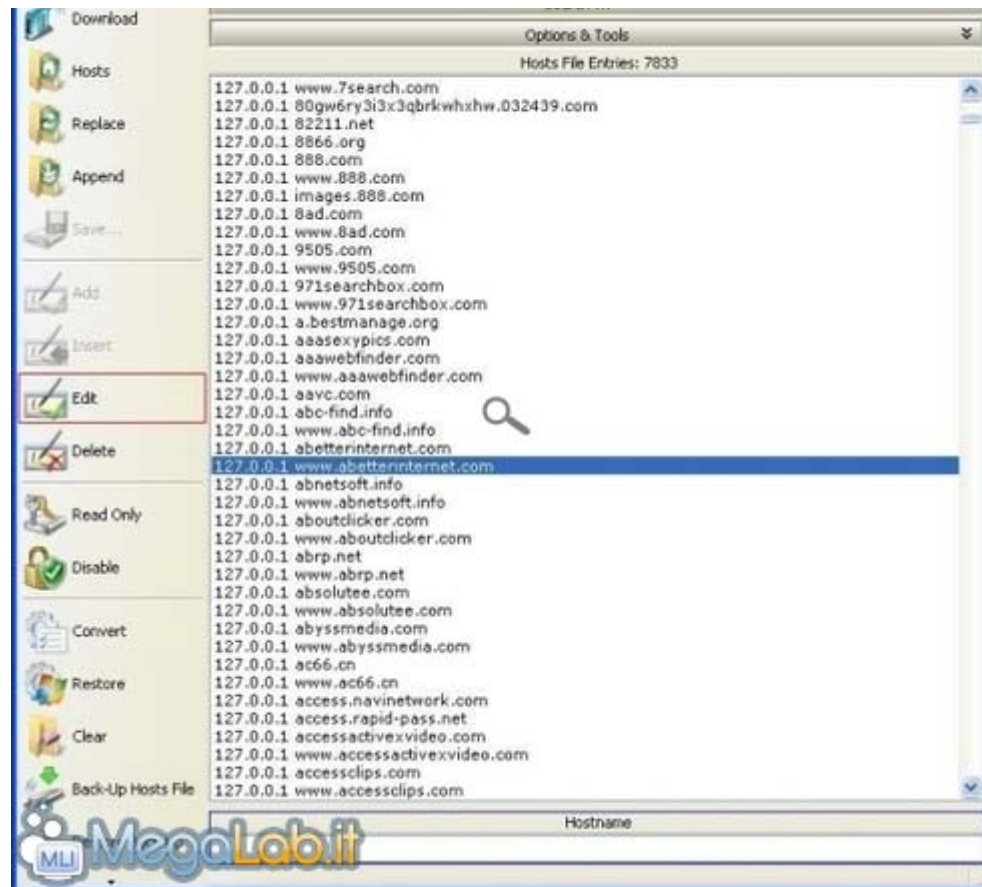 Download
Hosts
Replace
Append
Save...
Add
Insert
Edit
Delete
Read Only
Disable
Convert
Restore
Clear
Back-Up Hosts File
Options & Tools
Hosts File Entries: 7833
127.0.0.1 www.7search.com
127.0.0.1 80gw6ry3i3x3qbrkwhxhw.032439.com
127.0.0.1 82211.net
127.0.0.1 8866.org
127.0.0.1 888.com
127.0.0.1 www.888.com
127.0.0.1 images.888.com
127.0.0.1 8ad.com
127.0.0.1 www.8ad.com
127.0.0.1 9505.com
127.0.0.1 www.9505.com
127.0.0.1 971searchbox.com
127.0.0.1 www.971searchbox.com
127.0.0.1 a.bestmanage.org
127.0.0.1 aaasexypics.com
127.0.0.1 aaawebfinder.com
127.0.0.1 www.aaawebfinder.com
127.0.0.1 aavc.com
127.0.0.1 abc-find.info
127.0.0.1 www.abc-find.info
127.0.0.1 abetterinternet.com
127.0.0.1 www.abetterinternet.com
127.0.0.1 abnetsoft.info
127.0.0.1 www.abnetsoft.info
127.0.0.1 aboutclicker.com
127.0.0.1 www.aboutclicker.com
127.0.0.1 abrp.net
127.0.0.1 www.abrp.net
127.0.0.1 absolutee.com
127.0.0.1 www.absolutee.com
127.0.0.1 abyssmedia.com
127.0.0.1 www.abyssmedia.com
127.0.0.1 ac66.cn
127.0.0.1 www.ac66.cn
127.0.0.1 access.navinetwork.com
127.0.0.1 access.rapid-pass.net
127.0.0.1 accessactivexvideo.com
127.0.0.1 www.accessactivexvideo.com
127.0.0.1 accessclips.com
127.0.0.1 www.accessclips.com
Hostname
MLI MegaLab.it